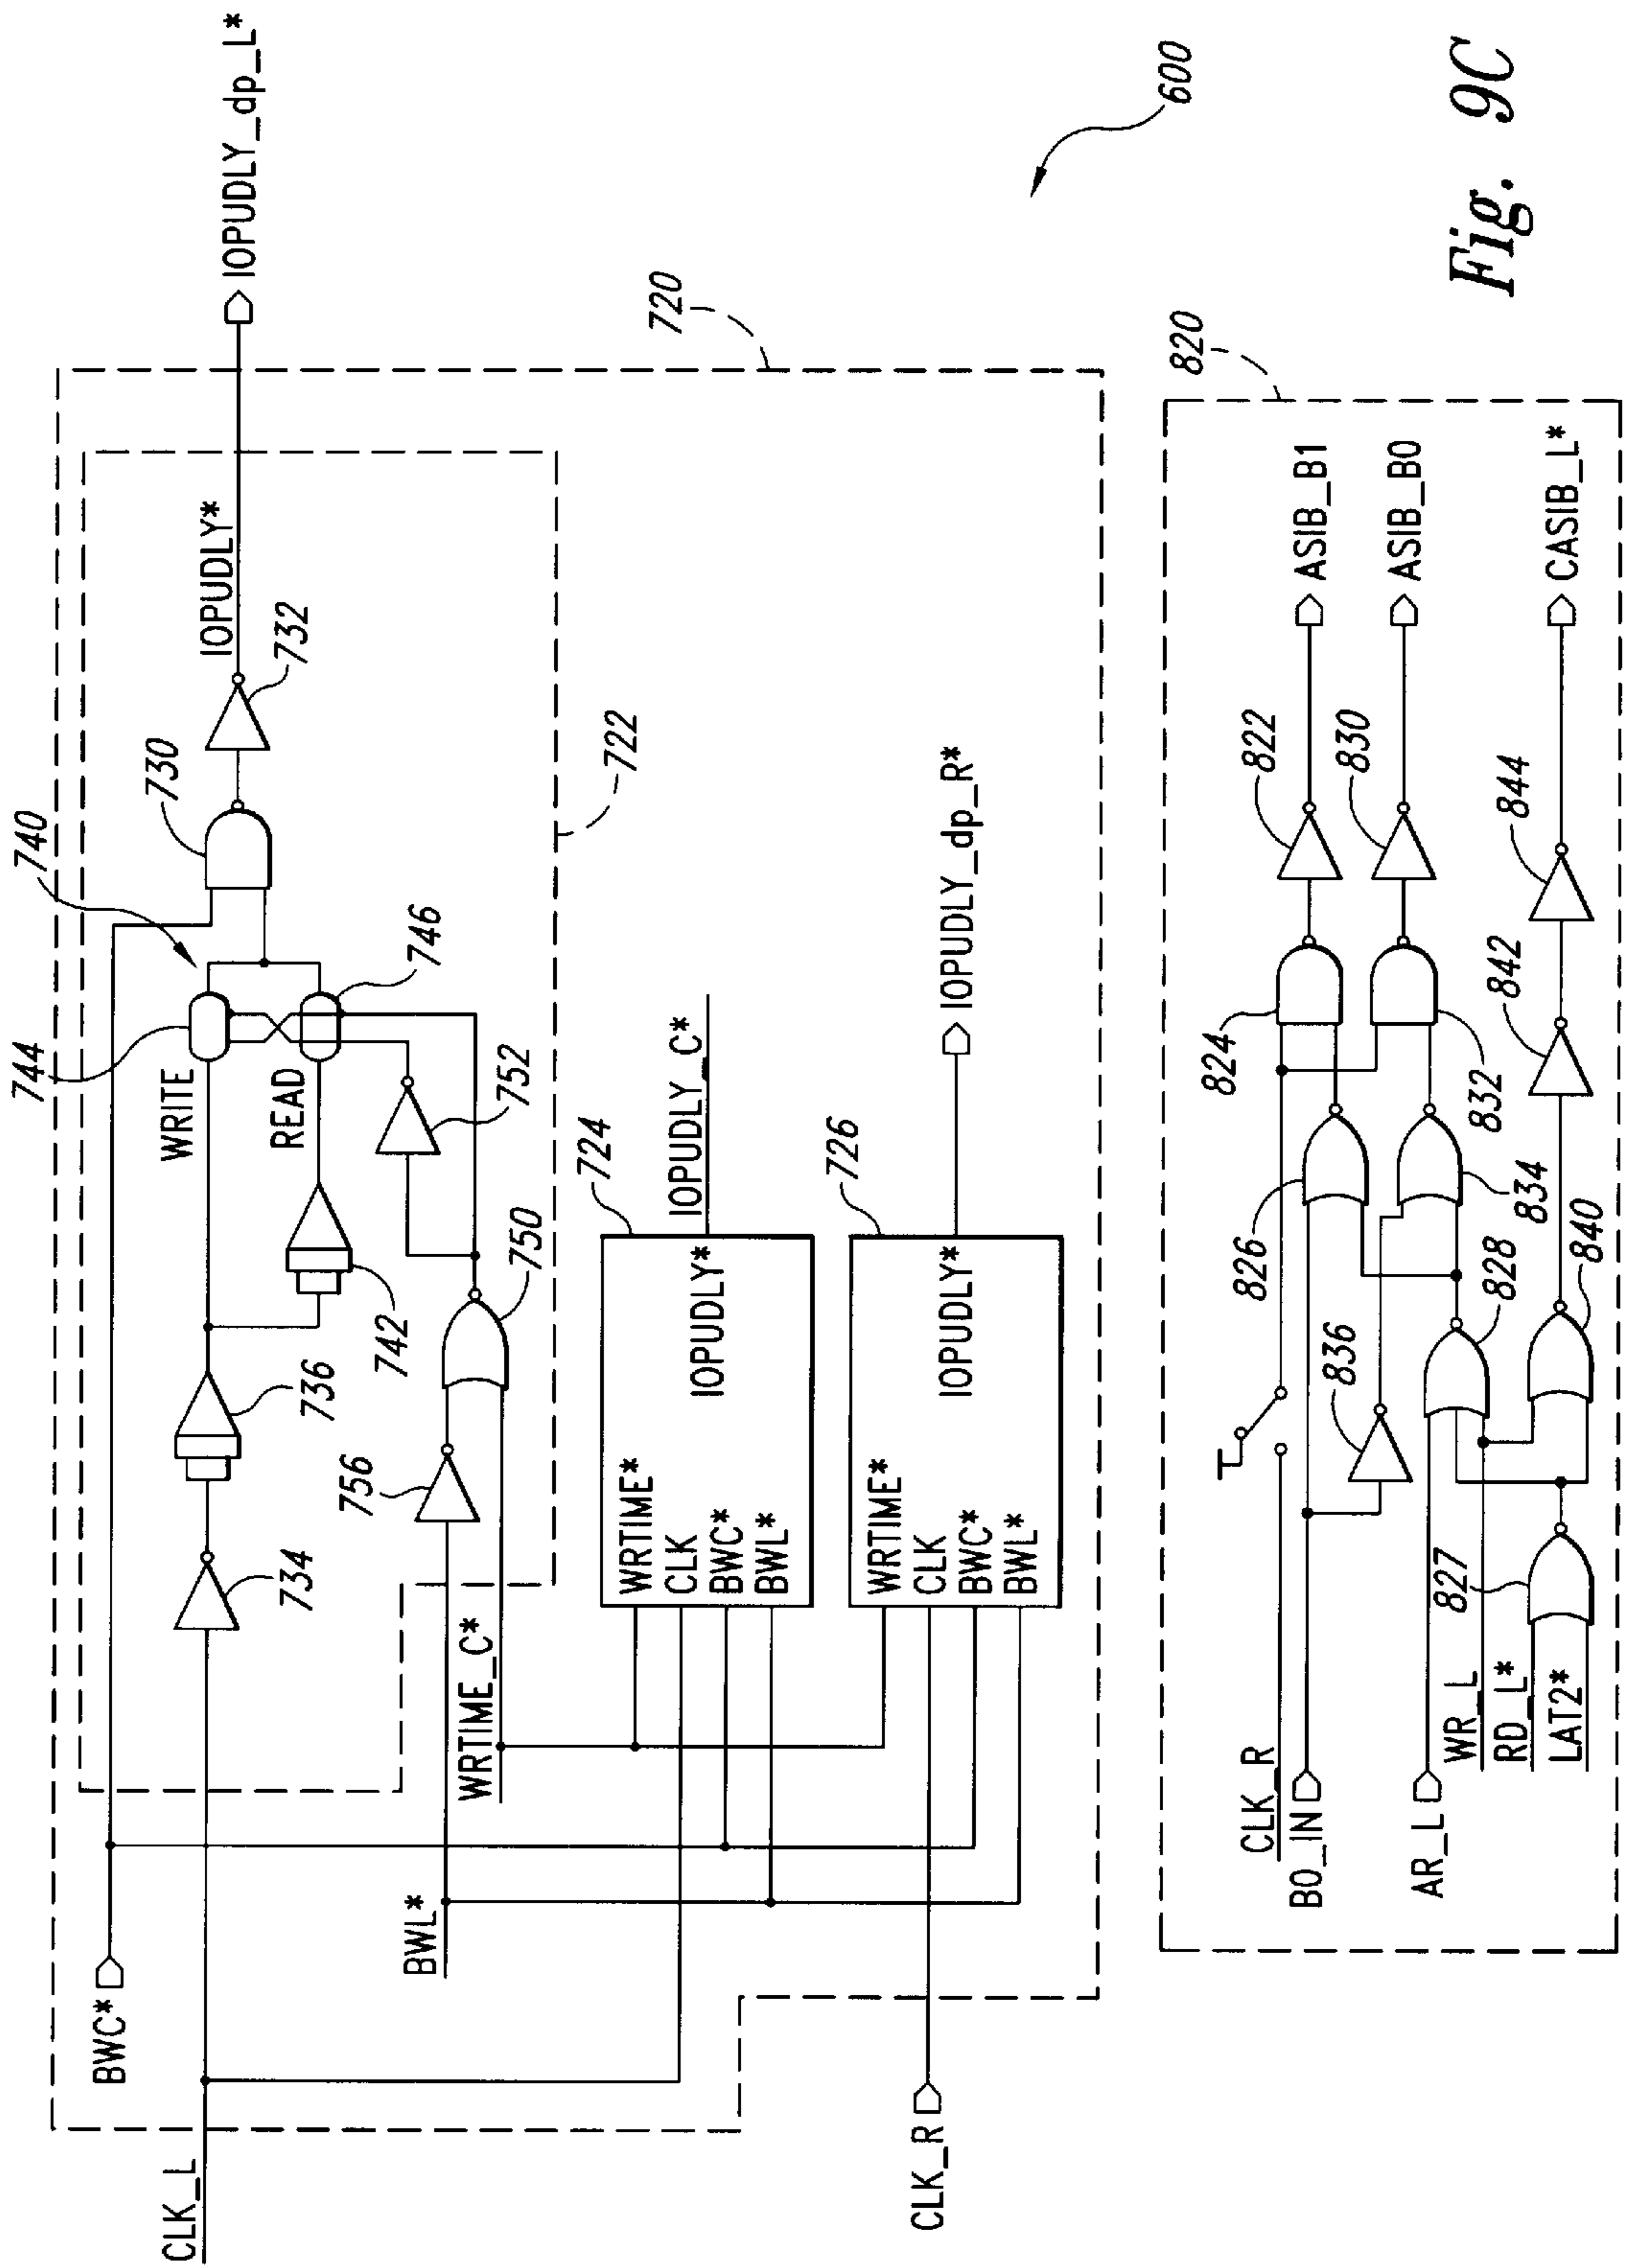 BWC*
CLK_L
740
744
WRITE
READ
730
746
732
IOPUDLY*
IOPUDLY_dp_L*
734
736
742
752
756
750
BWL*
WRTIME_C*
722
720
724
WRTIME*
CLK
BWC*
BWL*
IOPUDLY*
IOPUDLY_C*
726
WRTIME*
CLK
BWC*
BWL*
IOPUDLY*
IOPUDLY_dp_R*
CLK_R
600
820
CLK_R
BO_IN
AR_L
WR_L
RD_L*
LAT2*
827
836
826
828
834
840
824
832
842
822
830
844
ASIB_B1
ASIB_B0
CASIB_L*
Fig. 9C